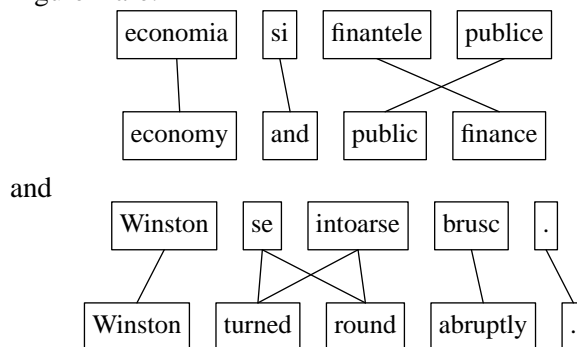 economia si finantele publice
economy and public finance
and
Winston se intoarse brusc .
Winston turned round abruptly .